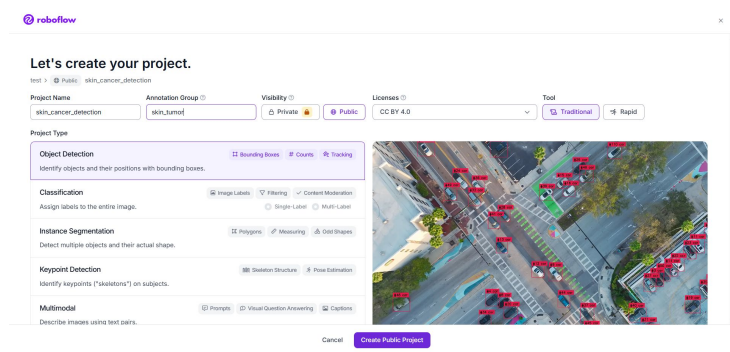 roboflow
×
Let's create your project.
test > Public skin_cancer_detection
Project Name Annotation Group Visibility Licenses Tool
skin_cancer_detection skin_tumor Private Public CC BY 4.0 Traditional Rapid
Project Type
Object Detection Bounding Boxes Counts Tracking
Identify objects and their positions with bounding boxes.
Classification Image Labels Filtering Content Moderation
Assign labels to the entire image. Single-Label Multi-Label
Instance Segmentation Polygons Measuring Odd Shapes
Detect multiple objects and their actual shape.
Keypoint Detection Skeleton Structure Pose Estimation
Identify keypoints ("skeletons") on subjects.
Multimodal Prompts Visual Question Answering Captions
Describe images using text pairs.
Cancel Create Public Project